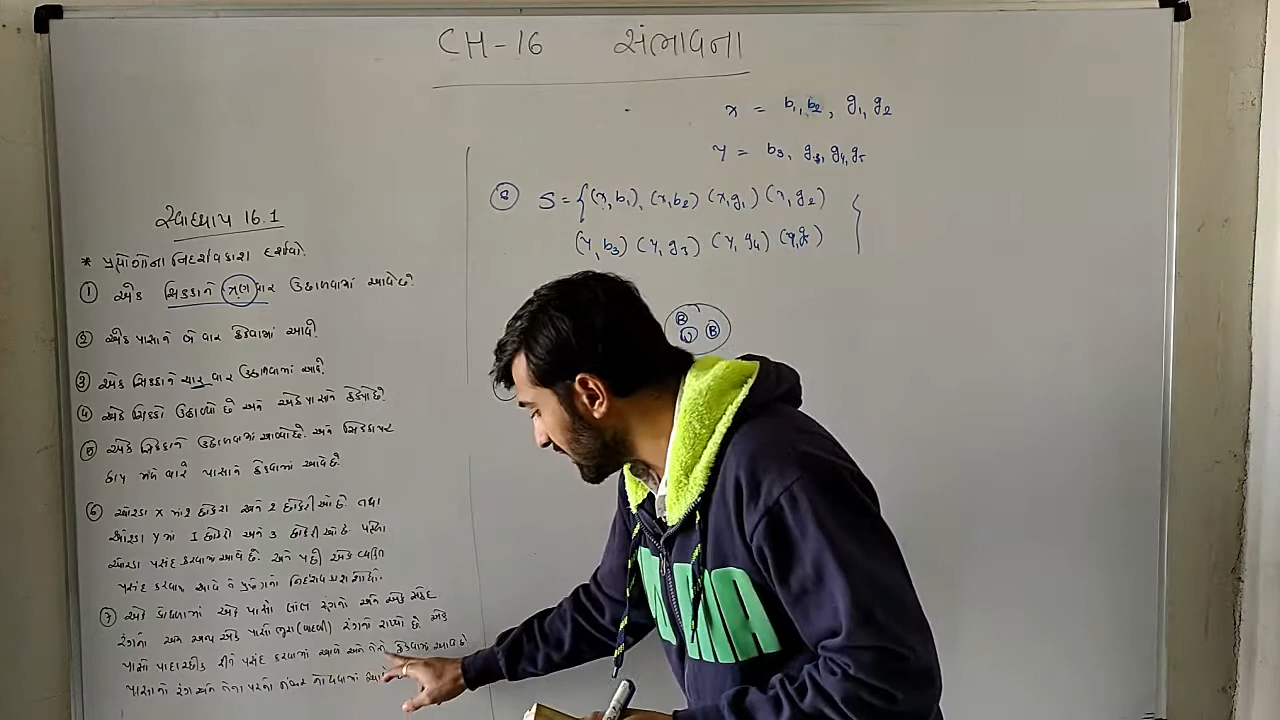 CH-16 સંભાવના
x = b₁, b₂, g₁, g₂
y = b₃, g₃, g₄, g₅
સ્વાધ્યાય 16.1
* પ્રયોગોના નિદર્શાવકાશ દર્શાવો.
① એક સિક્કાને ત્રણ વાર ઉછાળવામાં આવે છે.
② એક પાસાને બે વાર ફેંકવામાં આવે.
③ એક સિક્કાને ચાર વાર ઉછાળવામાં આવે.
④ એક સિક્કો ઉછાળ્યો છે અને એક પાસાને ફેંક્યો છે.
⑤ એક સિક્કાને ઉછાળવામાં આવ્યો છે. અને સિક્કા પર
છાપ મળે ત્યારે પાસાને ફેંકવામાં આવે છે.
⑥ ઓરડા X માં 2 છોકરા અને 2 છોકરીઓ છે. તથા
ઓરડા Y માં 1 છોકરો અને 3 છોકરીઓ છે. પહેલા
ઓરડા પસંદ કરવામાં આવે છે. અને પછી એક વ્યક્તિ
પસંદ કરવામાં આવે તે પ્રયોગનો નિદર્શાવકાશ શોધો.
⑦ એક ડબ્બામાં એક પાસો લાલ રંગનો અને એક સફેદ
રંગનો અને અન્ય એક પાસો ભૂરા (વાદળી) રંગનો રાખ્યો છે. એક
પાસો યાદચ્છિક રીતે પસંદ કરવામાં આવે અને તેને ફેંકવામાં આવે છે
પાસાનો રંગ અને તેના પરનો
S = {(x, b₁), (x, b₂) (x, g₁) (x, g₂)
(y, b₃) (y, g₃) (y, g₄) (y, g₅) }
B
W B